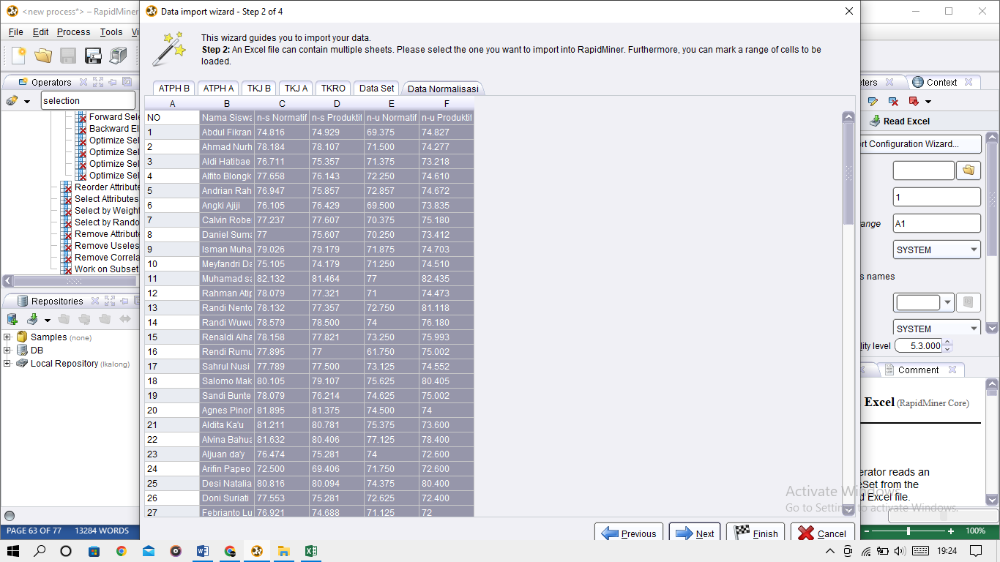 <new process*> – RapidMiner
Data import wizard - Step 2 of 4
File Edit Process Tools
This wizard guides you to import your data.
Step 2: An Excel file can contain multiple sheets. Please select the one you want to import into RapidMiner. Furthermore, you can mark a range of cells to be
loaded.
Operators
selection
Forward Sel
Backward El
Optimize Sel
Optimize Sel
Optimize Sel
Optimize Sel
Reorder Attribute
Select Attributes
Select by Weight
Select by Rando
Remove Attribute
Remove Useles
Remove Correla
Work on Subset
Repositories
Samples (none)
DB
Local Repository (lkalong)
ATPH B ATPH A TKJ B TKJ A TKRO Data Set Data Normalisasi
A B C D E F
NO Nama Siswa n-s Normatif n-s Produktif n-u Normatif n-u Produktif
1 Abdul Fikran 74.816 74.929 69.375 74.827
2 Ahmad Nurh 78.184 78.107 71.500 74.277
3 Aldi Hatibae 76.711 75.357 71.375 73.218
4 Alfito Blongk 77.658 76.143 72.250 74.610
5 Andrian Rah 76.947 75.857 72.857 74.672
6 Angki Ajiji 76.105 76.429 69.500 73.835
7 Calvin Robe 77.237 77.607 70.375 75.180
8 Daniel Suma 77 75.607 70.250 73.412
9 Isman Muha 79.026 79.179 71.875 74.703
10 Meyfandri Da 75.105 74.179 71.250 74.510
11 Muhamad sa 82.132 81.464 77 82.435
12 Rahman Atip 78.079 77.321 71 74.473
13 Randi Nento 78.132 77.357 72.750 81.118
14 Randi Wuwu 78.579 78.500 74 76.180
15 Renaldi Alha 78.158 77.821 73.250 75.993
16 Rendi Rumu 77.895 77 61.750 75.002
17 Sahrul Nusi 77.789 77.500 73.125 74.552
18 Salomo Mak 80.105 79.107 75.625 80.405
19 Sandi Bunte 78.079 76.214 74.625 75.002
20 Agnes Pinor 81.895 81.375 74.500 74
21 Aldita Ka'u 81.211 80.781 75.375 73.600
22 Alvina Bahua 81.632 80.406 77.125 78.400
23 Aljuan da'y 76.474 75.281 74 72.600
24 Arifin Papeo 72.500 69.406 71.750 72.600
25 Desi Natalia 80.816 80.094 74.375 80.400
26 Doni Suriati 77.553 75.281 72.625 72.400
27 Febrianto Lu 76.921 74.688 71.125 72
Previous Next Finish Cancel
ters Context
Read Excel
rt Configuration Wizard...
1
ange A1
SYSTEM
s names
SYSTEM
lity level 5.3.000
Comment
Excel (RapidMiner Core)
erator reads an
eSet from the
d Excel file.
Activate Windows
Go to Settings to activate Windows.
PAGE 63 OF 77 13284 WORDS
100%
19:24